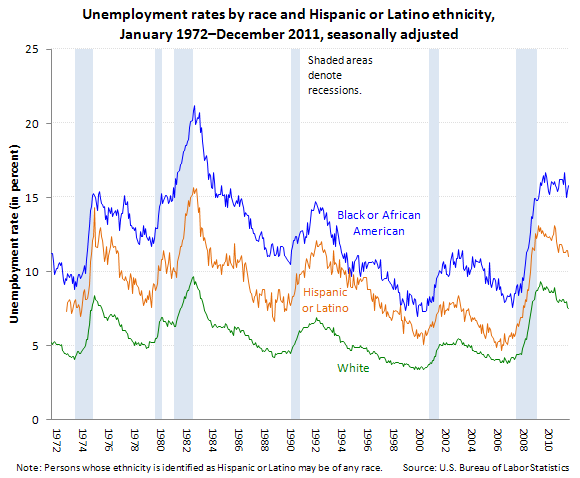 Unemployment rates by race and Hispanic or Latino ethnicity,
January 1972–December 2011, seasonally adjusted
25
20
15
10
5
0
Unemployment rate (in percent)
Shaded areas
denote
recessions.
Black or African
American
Hispanic
or Latino
White
1972
1974
1976
1978
1980
1982
1984
1986
1988
1990
1992
1994
1996
1998
2000
2002
2004
2006
2008
2010
Note: Persons whose ethnicity is identified as Hispanic or Latino may be of any race. Source: U.S. Bureau of Labor Statistics